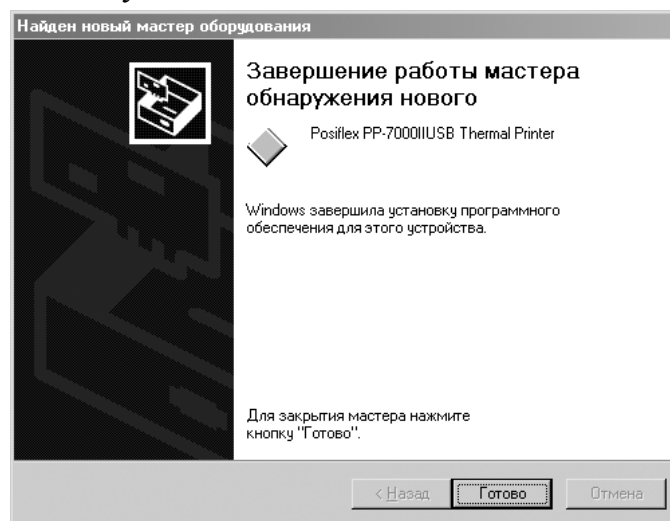 Найден новый мастер оборудования
Завершение работы мастера
обнаружения нового
Posiflex PP-7000IIUSB Thermal Printer
Windows завершила установку программного
обеспечения для этого устройства.
Для закрытия мастера нажмите
кнопку "Готово".
< Назад
Готово
Отмена